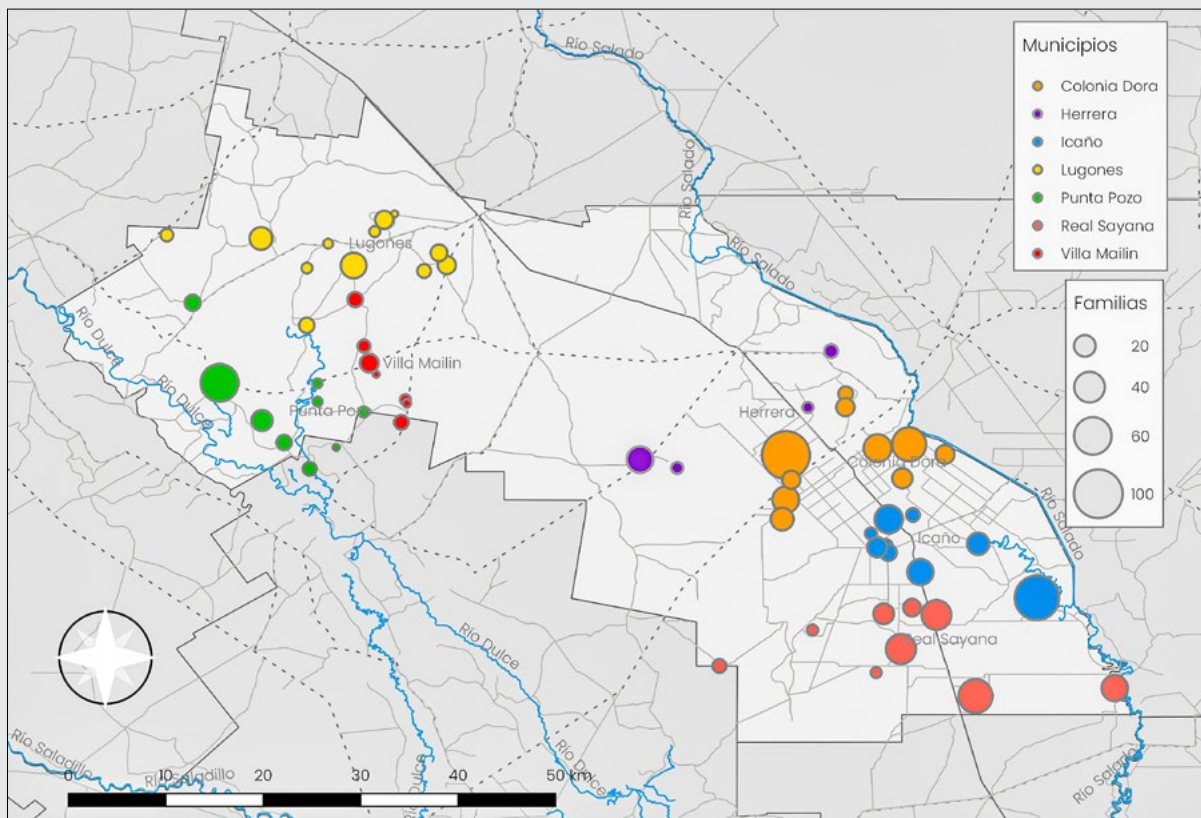 Río Salado
Municipios
Colonia Dora
Herrera
Icaño
Lugones
Punta Pozo
Real Sayana
Villa Mailin
Río Salado
Río Salado
Lugones
Familias
20
40
60
100
Río Dulce
Río Dulce
Villa Mailin
Punta Pozo
Herrera
Colonia Dora
Río Salado
Icaño
Real Sayana
Río Dulce
Río Saladillo
Río Saladillo
Río Dulce
Río Dulce
Río Salado
0 10 20 30 40 50 km